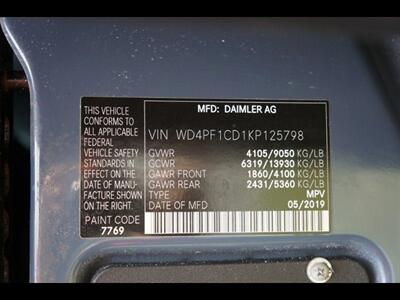 THIS VEHICLE
CONFORMS TO
ALL APPLICABLE
FEDERAL
VEHICLE SAFETY
STANDARDS IN
EFFECT ON THE
DATE OF MANU-
FACTURE SHOWN
ON THE RIGHT.
PAINT CODE
7769
MFD: DAIMLER AG
VIN WD4PF1CD1KP125798
GVWR 4105/9050 KG/LB
GCWR 6319/13930 KG/LB
GAWR FRONT 1860/4100 KG/LB
GAWR REAR 2431/5360 KG/LB
TYPE MPV
DATE OF MFG. 05/2019